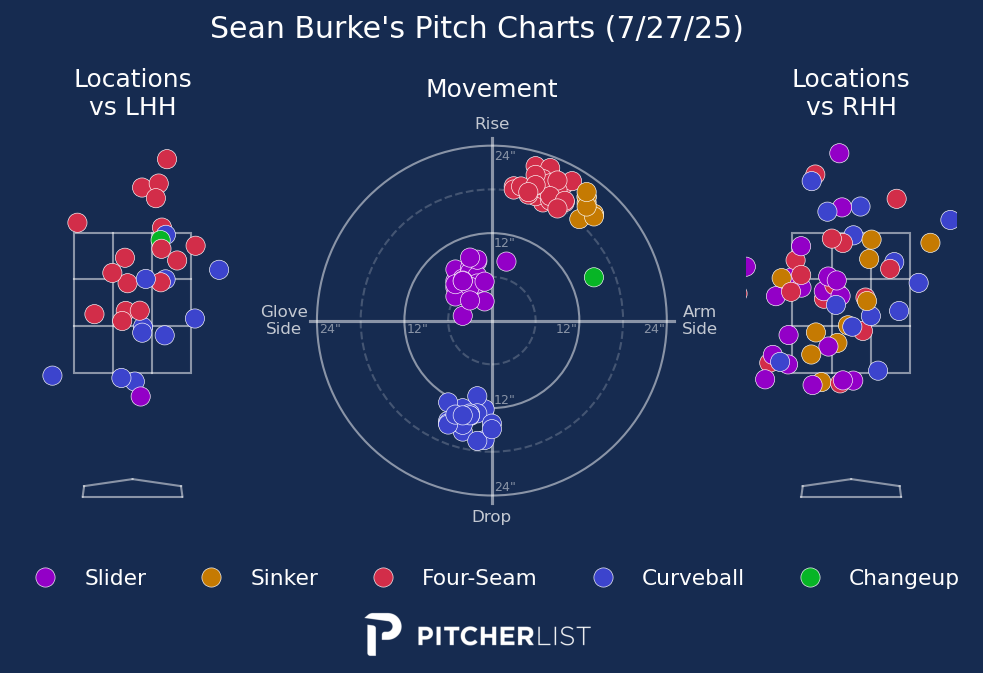 Sean Burke's Pitch Charts (7/27/25)
Locations
vs LHH
Movement
Locations
vs RHH
Rise
24"
12"
Glove
Side
24"
12"
12"
24"
Arm
Side
12"
24"
Drop
Slider
Sinker
Four-Seam
Curveball
Changeup
PITCHERLIST